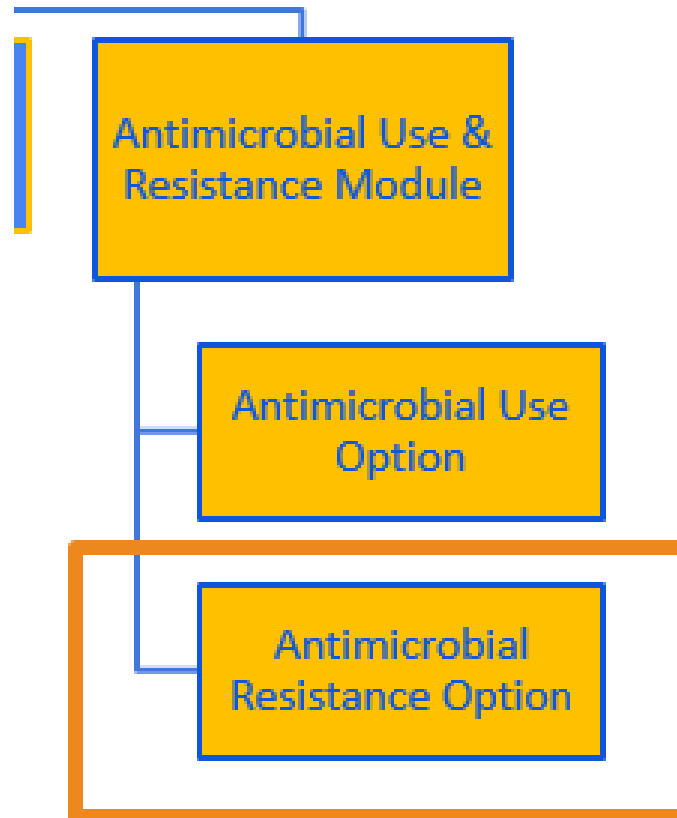 Antimicrobial Use &
Resistance Module
Antimicrobial Use
Option
Antimicrobial
Resistance Option